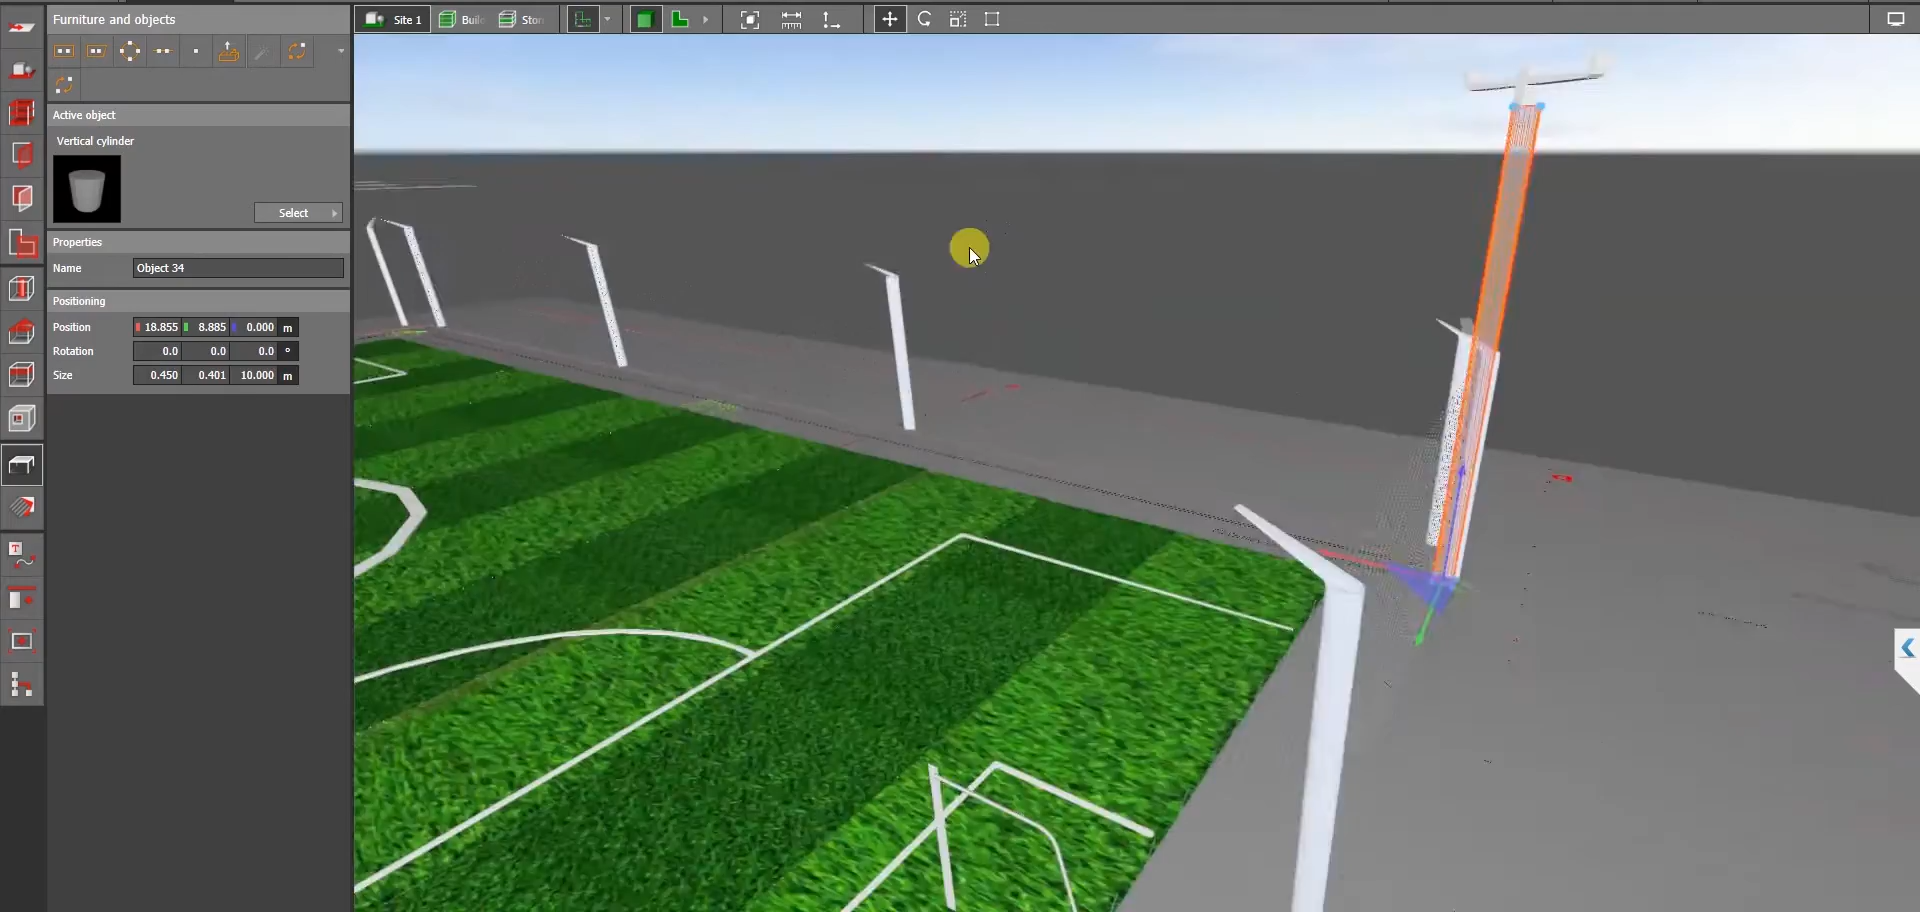 Furniture and objects
Site 1
Active object
Vertical cylinder
Select
Properties
Name Object 34
Positioning
Position 18.855 8.885 0.000 m
Rotation 0.0 0.0 0.0 °
Size 0.450 0.401 10.000 m
T